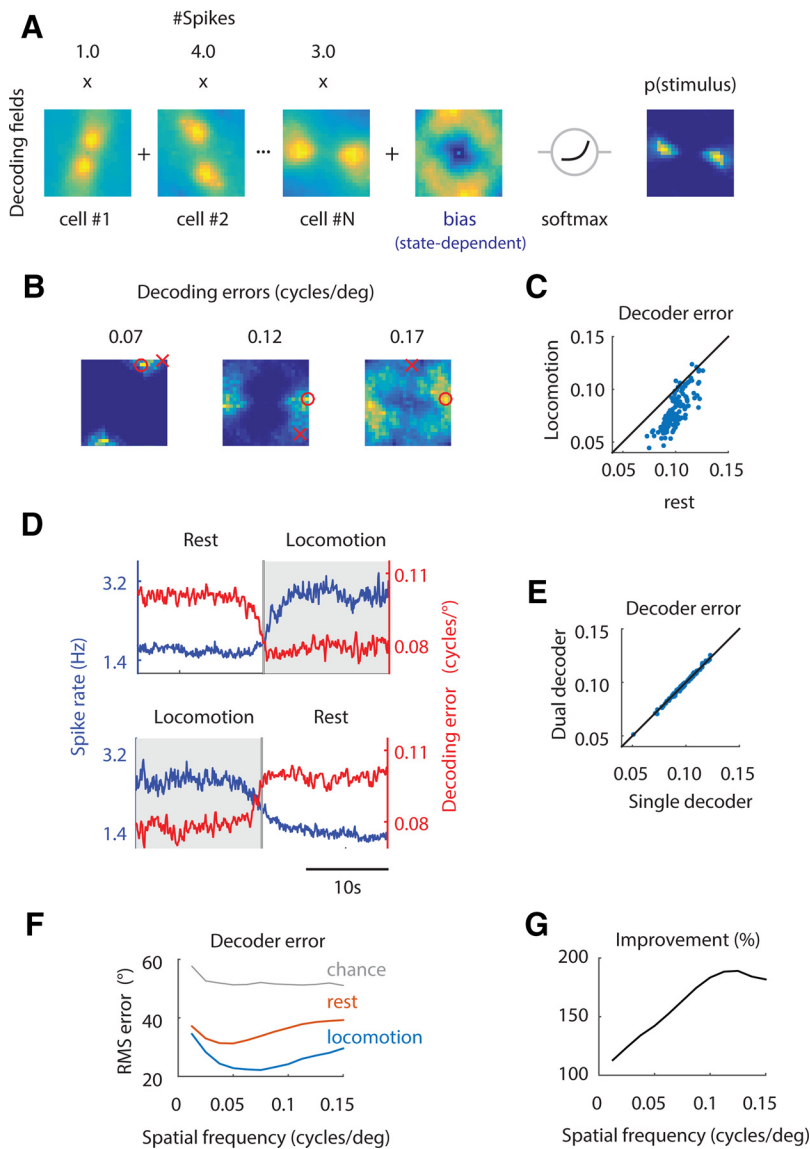 A
#Spikes
1.0 4.0 3.0
x x x p(stimulus)
Decoding fields
+ ... +
cell #1 cell #2 cell #N bias softmax
(state-dependent)
B
Decoding errors (cycles/deg)
0.07 0.12 0.17
C
Decoder error
Locomotion
0.15
0.10
0.05
0.05 0.10 0.15
rest
D
Rest Locomotion
3.2 0.11
1.4 0.08
Locomotion Rest
3.2 0.11
1.4 0.08
Spike rate (Hz)
Decoding error (cycles/°)
10s
E
Decoder error
Dual decoder
0.15
0.10
0.05
0.05 0.10 0.15
Single decoder
F
Decoder error
RMS error (°)
60
40
20
chance
rest
locomotion
0 0.05 0.1 0.15
Spatial frequency (cycles/deg)
G
Improvement (%)
200
150
100
0 0.05 0.1 0.15
Spatial frequency (cycles/deg)